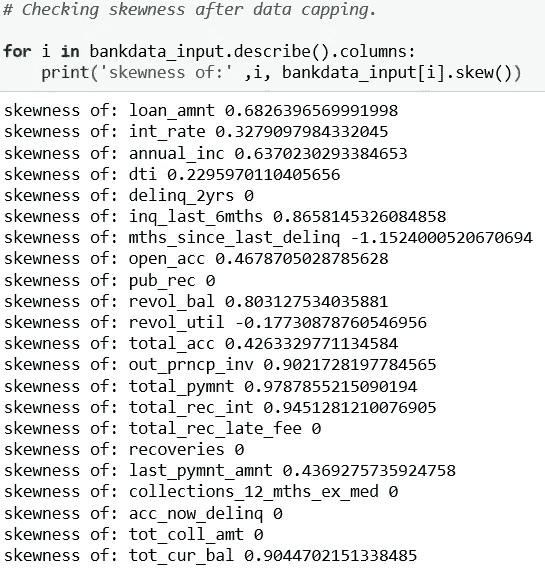 # Checking skewness after data capping.
for i in bankdata_input.describe().columns:
    print('skewness of:' ,i, bankdata_input[i].skew())
skewness of: loan_amnt 0.6826396569991998
skewness of: int_rate 0.3279097984332045
skewness of: annual_inc 0.6370230293384653
skewness of: dti 0.2295970110405656
skewness of: delinq_2yrs 0
skewness of: inq_last_6mths 0.8658145326084858
skewness of: mths_since_last_delinq -1.1524000520670694
skewness of: open_acc 0.4678705028785628
skewness of: pub_rec 0
skewness of: revol_bal 0.803127534035881
skewness of: revol_util -0.17730878760546956
skewness of: total_acc 0.4263329771134584
skewness of: out_prncp_inv 0.9021728197784565
skewness of: total_pymnt 0.9787855215090194
skewness of: total_rec_int 0.9451281210076905
skewness of: total_rec_late_fee 0
skewness of: recoveries 0
skewness of: last_pymnt_amnt 0.4369275735924758
skewness of: collections_12_mths_ex_med 0
skewness of: acc_now_delinq 0
skewness of: tot_coll_amt 0
skewness of: tot_cur_bal 0.9044702151338485